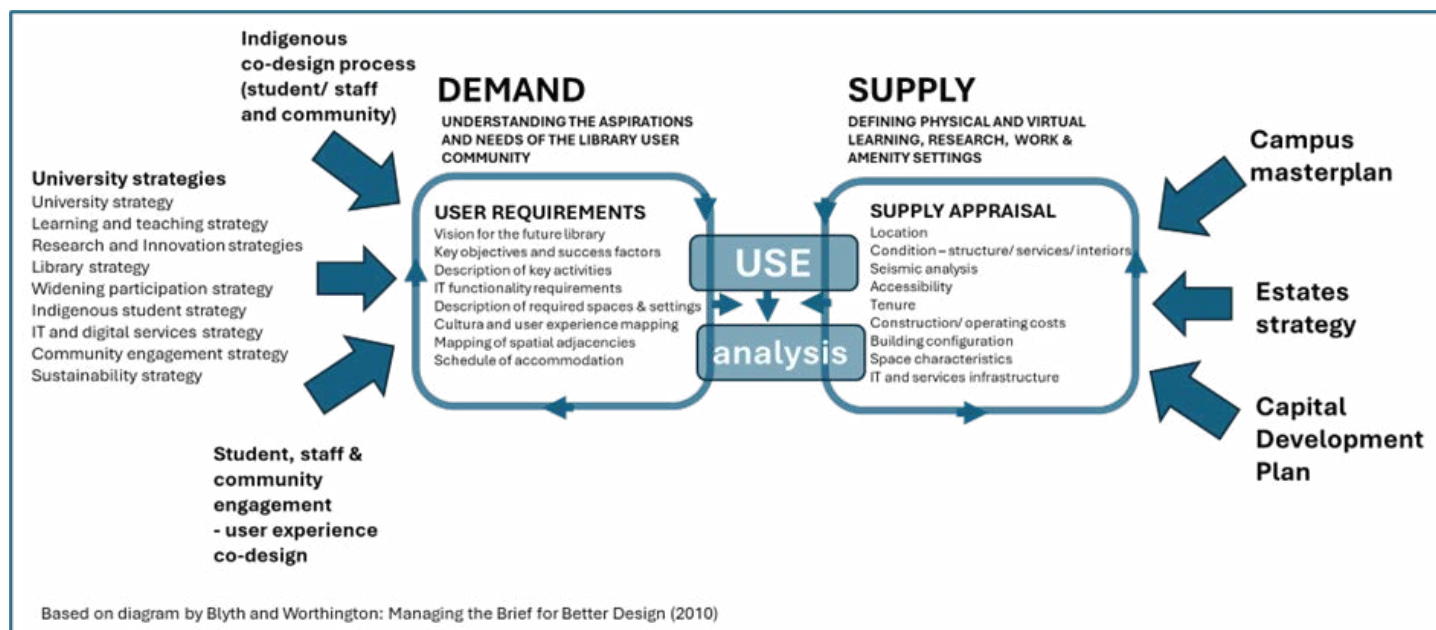 Indigenous
co-design process
(student/ staff
and community)
University strategies
University strategy
Learning and teaching strategy
Research and Innovation strategies
Library strategy
Widening participation strategy
Indigenous student strategy
IT and digital services strategy
Community engagement strategy
Sustainability strategy
Student, staff &
community
engagement
- user experience
co-design
DEMAND
UNDERSTANDING THE ASPIRATIONS
AND NEEDS OF THE LIBRARY USER
COMMUNITY
USER REQUIREMENTS
Vision for the future library
Key objectives and success factors
Description of key activities
IT functionality requirements
Description of required spaces & settings
Cultura and user experience mapping
Mapping of spatial adjacencies
Schedule of accommodation
USE
analysis
SUPPLY
DEFINING PHYSICAL AND VIRTUAL
LEARNING, RESEARCH, WORK &
AMENITY SETTINGS
SUPPLY APPRAISAL
Location
Condition – structure/ services/ interiors
Seismic analysis
Accessibility
Tenure
Construction/ operating costs
Building configuration
Space characteristics
IT and services infrastructure
Campus
masterplan
Estates
strategy
Capital
Development
Plan
Based on diagram by Blyth and Worthington: Managing the Brief for Better Design (2010)